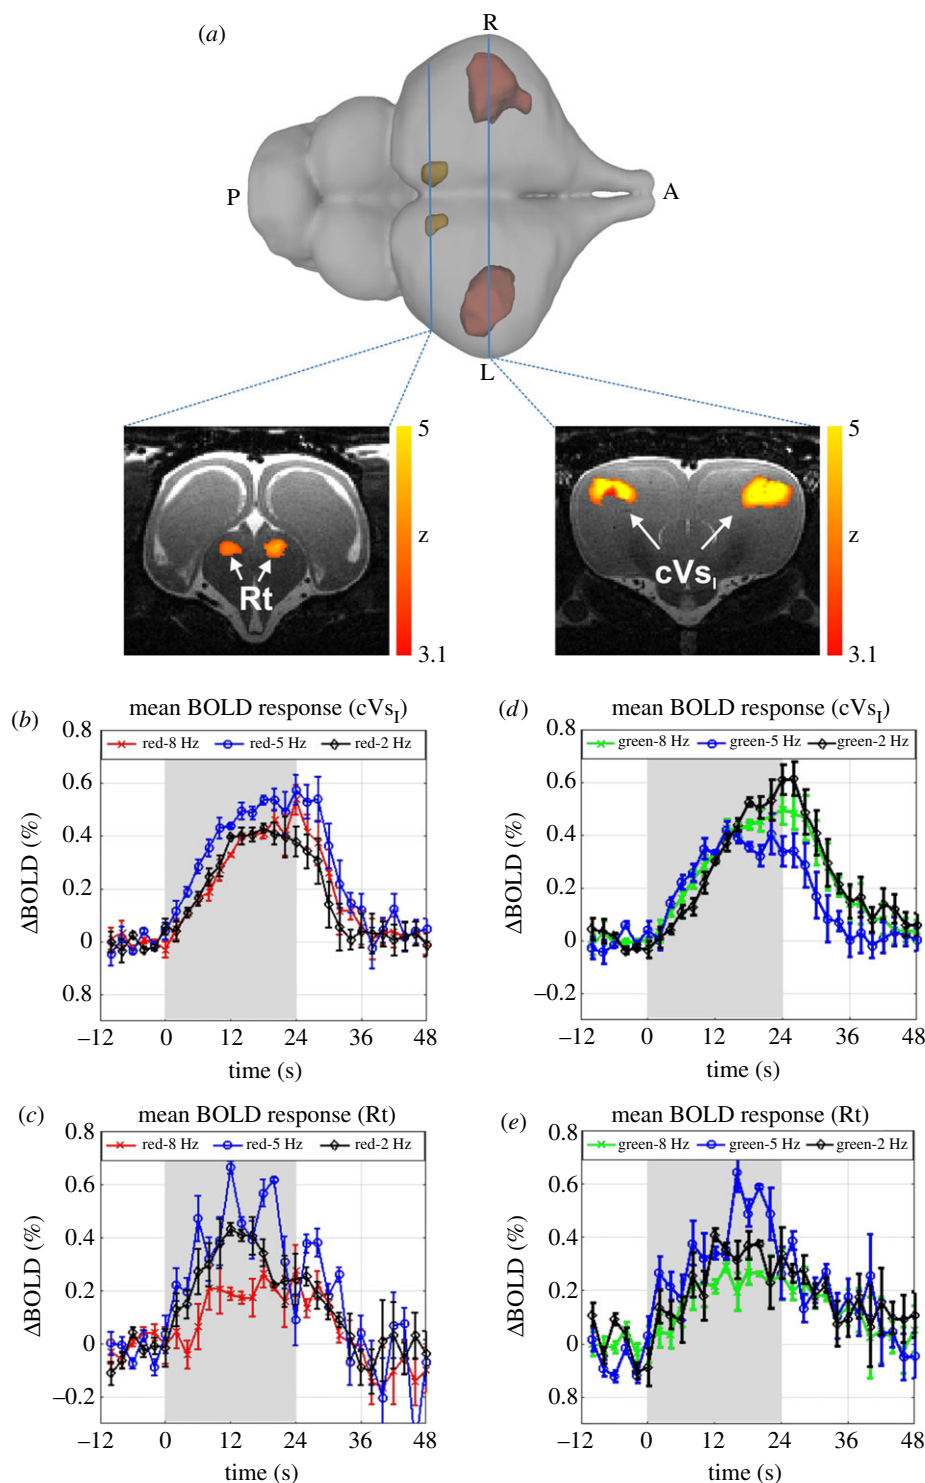 (a)
R
P
A
L
5
z
3.1
Rt
5
z
3.1
cVsI
(b)
mean BOLD response (cVsI)
red-8 Hz red-5 Hz red-2 Hz
0.8
0.6
0.4
0.2
0
0.8
ΔBOLD (%)
−12 0 12 24 36 48
time (s)
(d)
mean BOLD response (cVsI)
green-8 Hz green-5 Hz green-2 Hz
0.8
0.6
0.4
0.2
0
−0.2
ΔBOLD (%)
−12 0 12 24 36 48
time (s)
(c)
mean BOLD response (Rt)
red-8 Hz red-5 Hz red-2 Hz
0.8
0.6
0.4
0.2
0
−0.2
ΔBOLD (%)
−12 0 12 24 36 48
time (s)
(e)
mean BOLD response (Rt)
green-8 Hz green-5 Hz green-2 Hz
0.8
0.6
0.4
0.2
0
0.8
ΔBOLD (%)
−12 0 12 24 36 48
time (s)